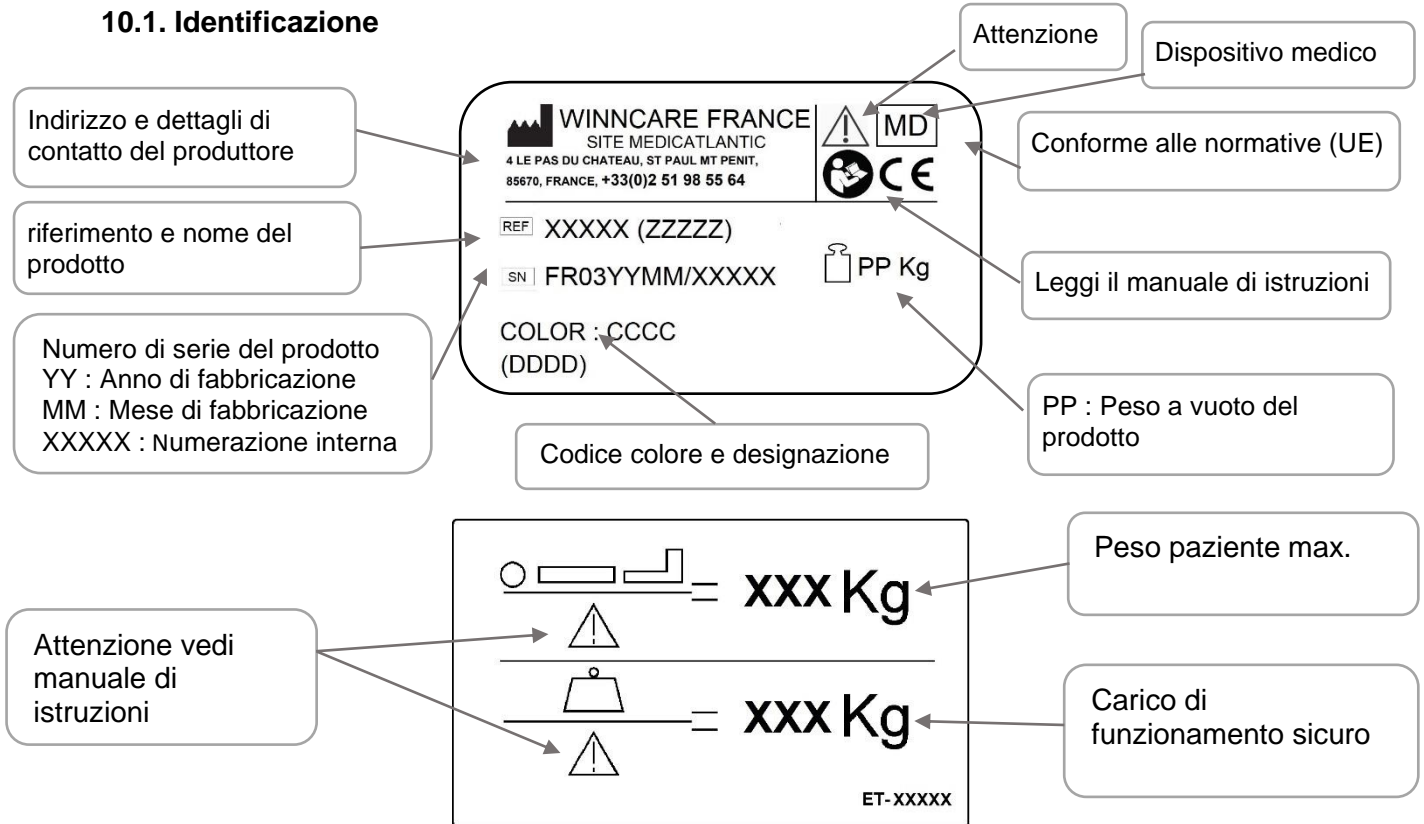 10.1. Identificazione
Attenzione
Dispositivo medico
Indirizzo e dettagli di
contatto del produttore
WINNCARE FRANCE
SITE MEDICATLANTIC
4 LE PAS DU CHATEAU, ST PAUL MT PENIT,
85670, FRANCE, +33(0)2 51 98 55 64
MD
CE
Conforme alle normative (UE)
riferimento e nome del
prodotto
REF XXXXX (ZZZZZ)
SN FR03YYMM/XXXXX
PP Kg
Leggi il manuale di istruzioni
Numero di serie del prodotto
YY : Anno di fabbricazione
MM : Mese di fabbricazione
XXXXX : Numerazione interna
COLOR : CCCC
(DDDD)
PP : Peso a vuoto del
prodotto
Codice colore e designazione
= XXX Kg
Peso paziente max.
Attenzione vedi
manuale di
istruzioni
= XXX Kg
Carico di
funzionamento sicuro
ET-XXXXX